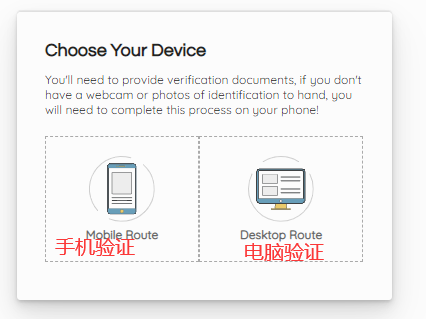 Choose Your Device
You'll need to provide verification documents, if you don't
have a webcam or photos of identification to hand, you
will need to complete this process on your phone!
Mobile Route
手机验证
Desktop Route
电脑验证